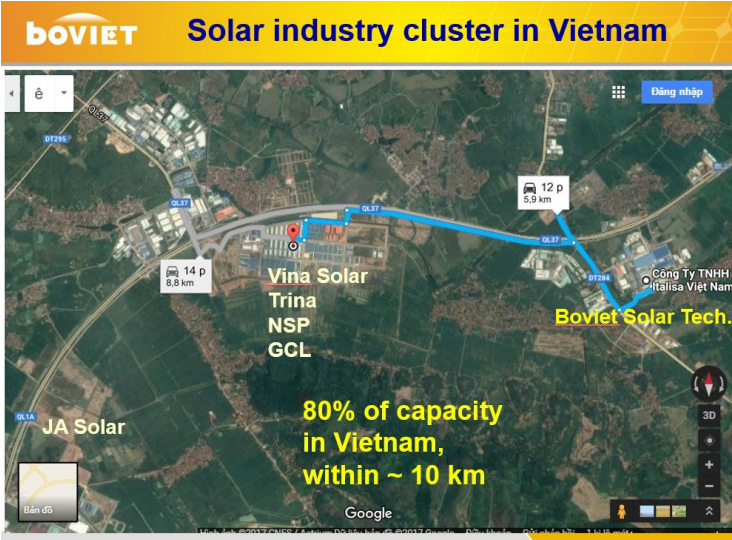 BOVIET
Solar industry cluster in Vietnam
ê
Đăng nhập
QL37
DT295
QL37
QL37
12 p
5,9 km
QL37
14 p
8,8 km
DT284
Công Ty TNHH
Italisa Việt Nam
Vina Solar
Trina
NSP
GCL
Boviet Solar Tech.
QL1A
JA Solar
80% of capacity
in Vietnam,
within ~ 10 km
3D
Bản đồ
Google